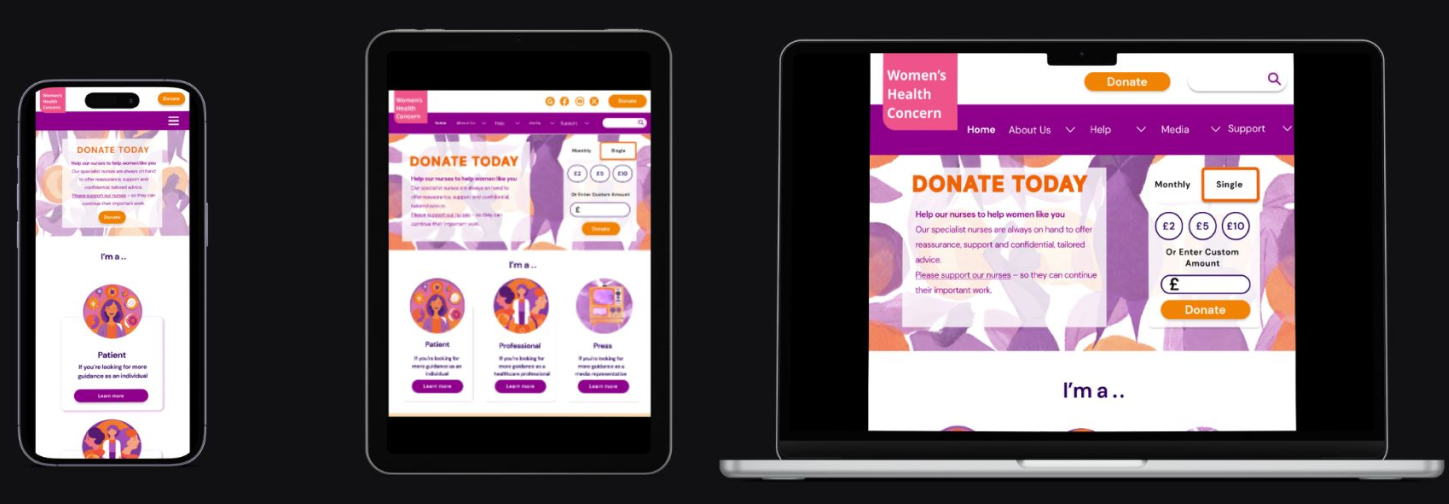 Women's
Health
Concern
Donate
DONATE TODAY
Help our nurses to help women like you
Our specialist nurses are always on hand
to offer reassurance, support and
confidential, tailored advice.
Please support our nurses – so they can
continue their important work.
Donate
I'm a ..
Patient
If you're looking for more
guidance as an individual
Learn more
Women's
Health
Concern
Donate
Home About Us Help Media Support
DONATE TODAY
Help our nurses to help women like you
Our specialist nurses are always on hand to
offer reassurance, support and confidential,
tailored advice.
Please support our nurses – so they can
continue their important work.
Monthly Single
£2 £5 £10
Or Enter Custom Amount
£
Donate
I'm a ..
Patient
If you're looking for
more guidance as an
individual
Learn more
Professional
If you're looking for
more guidance as a
healthcare professional
Learn more
Press
If you're looking for
more guidance as a
media representative
Learn more
Women's
Health
Concern
Donate
Home About Us Help Media Support
DONATE TODAY
Help our nurses to help women like you
Our specialist nurses are always on hand to offer
reassurance, support and confidential, tailored
advice.
Please support our nurses – so they can continue
their important work.
Monthly Single
£2 £5 £10
Or Enter Custom
Amount
£
Donate
I'm a ..